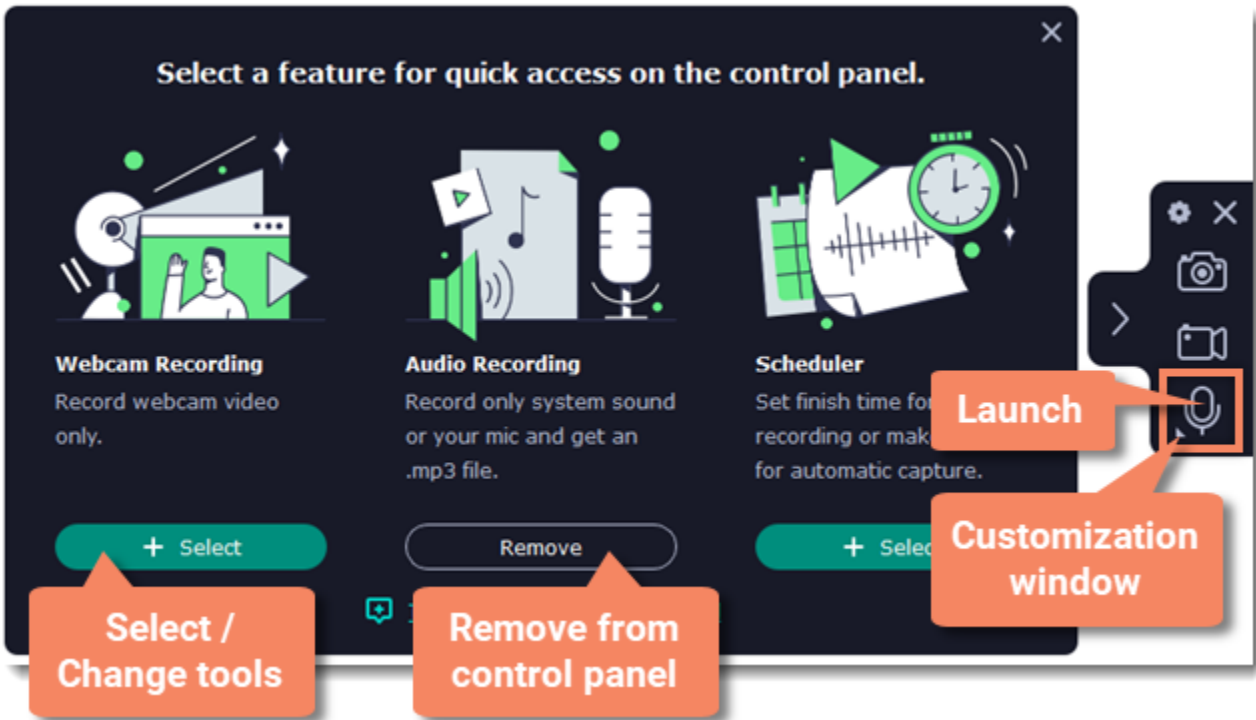 Select a feature for quick access on the control panel.
Webcam Recording
Record webcam video
only.
+ Select
Audio Recording
Record only system sound
or your mic and get an
.mp3 file.
Remove
Scheduler
Set finish time for
recording or
for automatic capture.
+
Launch
Customization
window
Select /
Change tools
Remove from
control panel